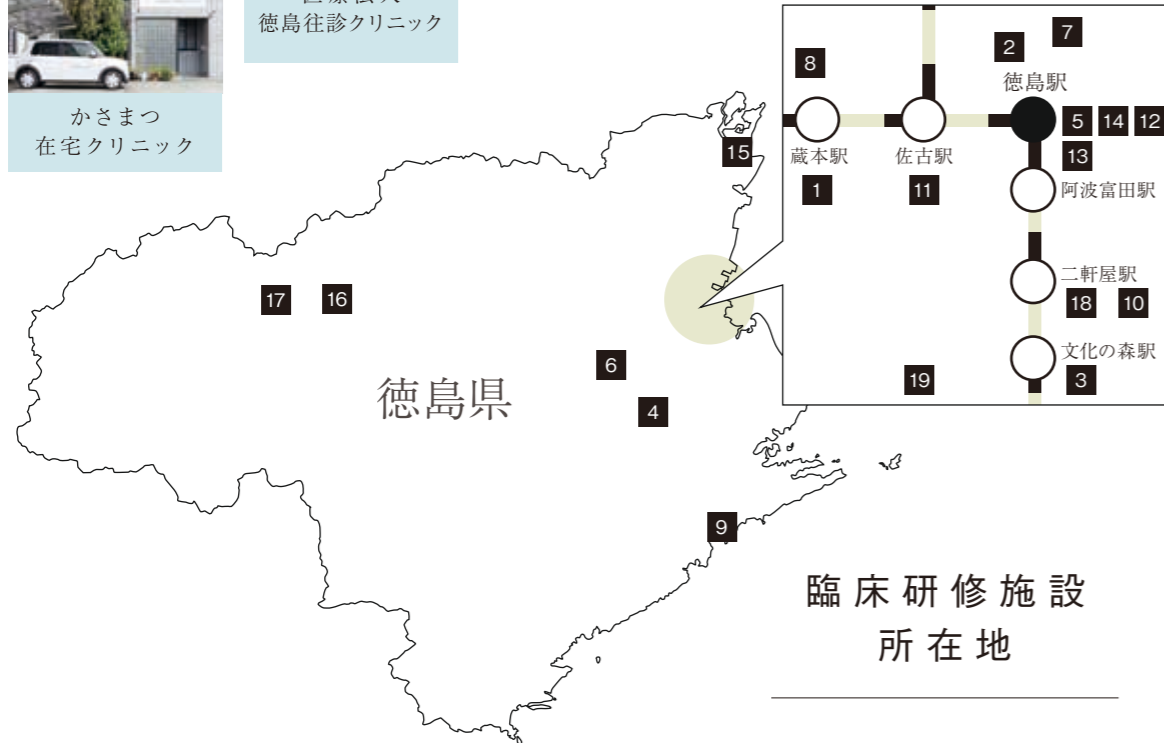 徳島往診クリニック
かさまつ
在宅クリニック
7
2
8
徳島駅
5 14 12
蔵本駅
佐古駅
13
15
1
11
阿波富田駅
二軒屋駅
18 10
17 16
文化の森駅
6
19
3
徳島県
4
9
臨床研修施設
所在地